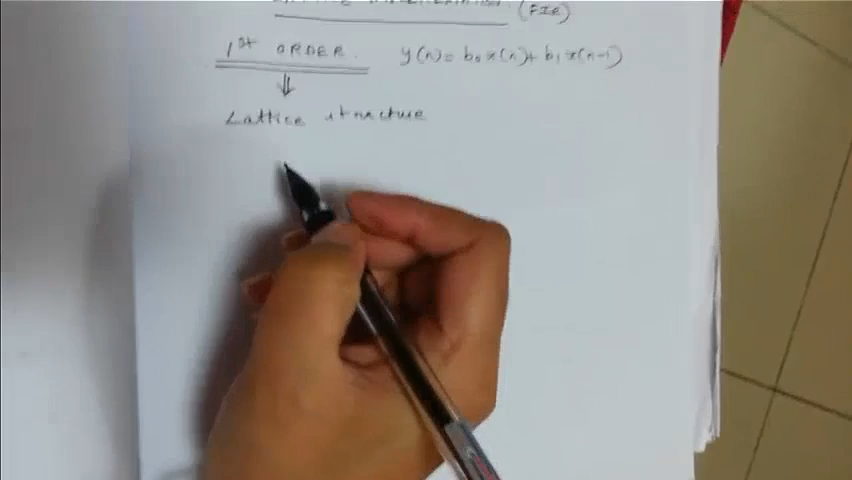 (FIR)
1ST ORDER. y(n)= b0 x(n)+ b1 x(n-1)
⇓
Lattice structure